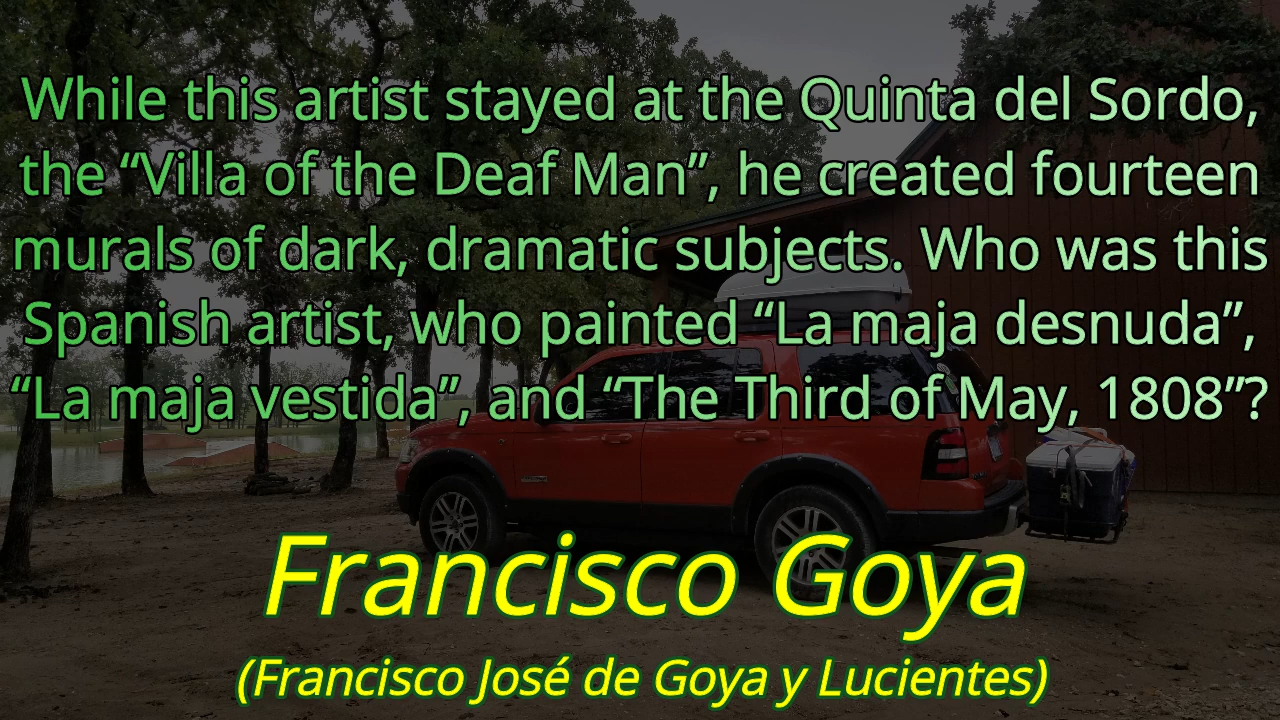 While this artist stayed at the Quinta del Sordo,
the “Villa of the Deaf Man”, he created fourteen
murals of dark, dramatic subjects. Who was this
Spanish artist, who painted “La maja desnuda”,
“La maja vestida”, and “The Third of May, 1808”?
Francisco Goya
(Francisco José de Goya y Lucientes)